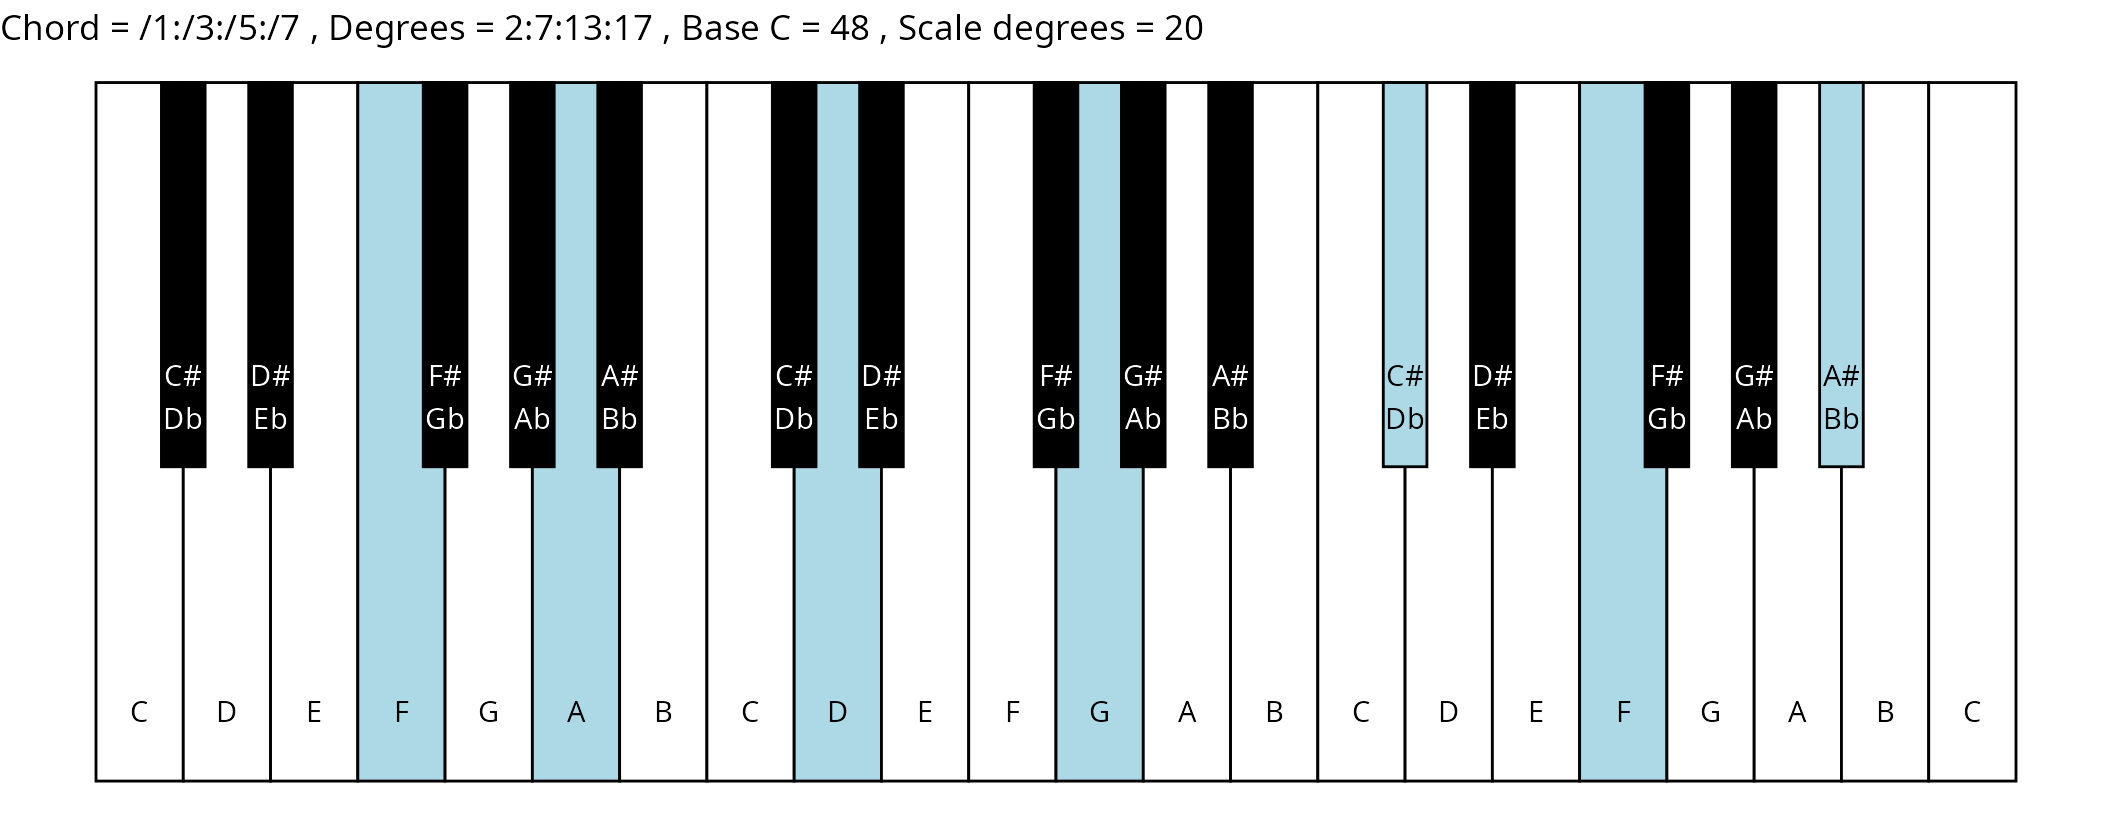 Chord = /1:/3:/5:/7 , Degrees = 2:7:13:17 , Base C = 48 , Scale degrees = 20
C# D# F# G# A# C# D# F# G# A# C# D# F# G# A#
Db Eb Gb Ab Bb Db Eb Gb Ab Bb Db Eb Gb Ab Bb
C D E F G A B C D E F G A B C D E F G A B C